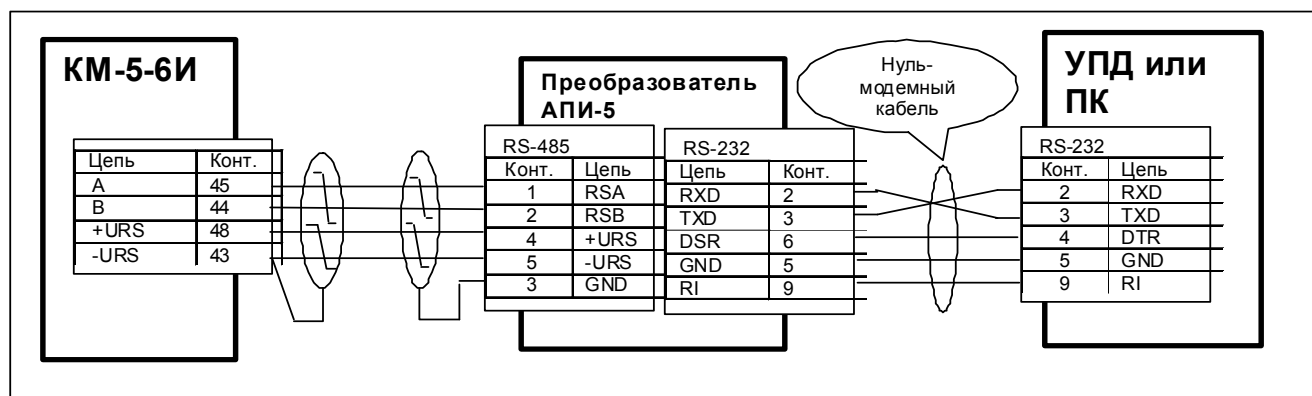 КМ-5-6И
Цепь Конт.
А 45
В 44
+URS 48
-URS 43
Преобразователь
АПИ-5
RS-485
Конт. Цепь
1 RSA
2 RSB
4 +URS
5 -URS
3 GND
RS-232
Цепь Конт.
RXD 2
TXD 3
DSR 6
GND 5
RI 9
Нуль-
модемный
кабель
УПД или
ПК
RS-232
Конт. Цепь
2 RXD
3 TXD
4 DTR
5 GND
9 RI